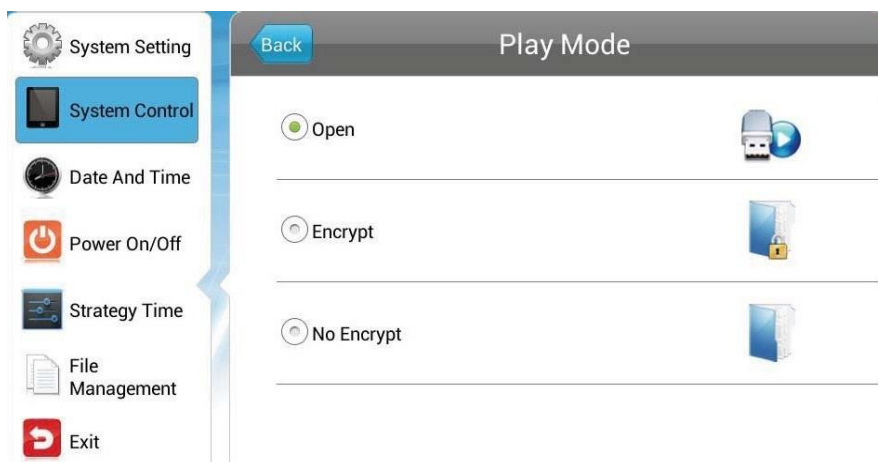 System Setting
System Control
Date And Time
Power On/Off
Strategy Time
File
Management
Exit
Back
Play Mode
Open
Encrypt
No Encrypt